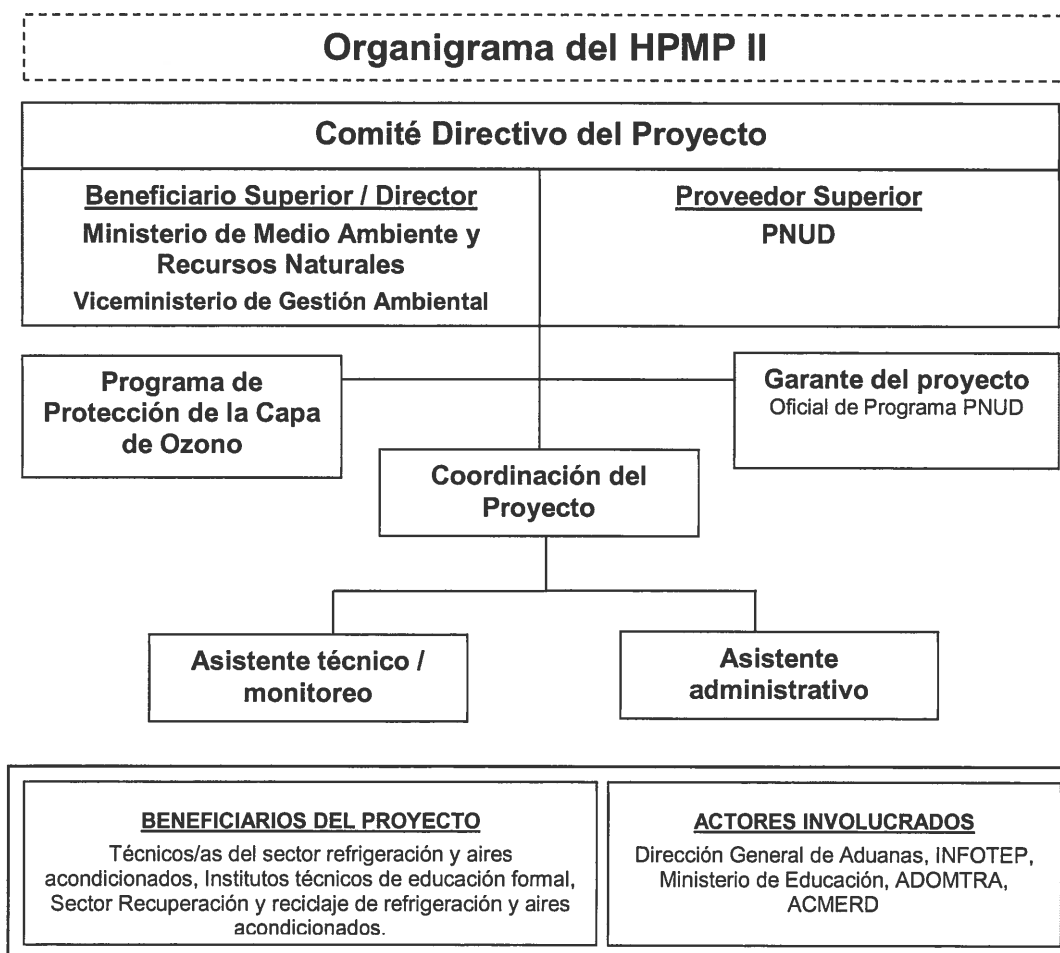 Organigrama del HPMP II
Comité Directivo del Proyecto
Beneficiario Superior / Director
Ministerio de Medio Ambiente y
Recursos Naturales
Viceministerio de Gestión Ambiental
Proveedor Superior
PNUD
Programa de
Protección de la Capa
de Ozono
Garante del proyecto
Oficial de Programa PNUD
Coordinación del
Proyecto
Asistente técnico /
monitoreo
Asistente
administrativo
BENEFICIARIOS DEL PROYECTO
Técnicos/as del sector refrigeración y aires
acondicionados, Institutos técnicos de educación formal,
Sector Recuperación y reciclaje de refrigeración y aires
acondicionados.
ACTORES INVOLUCRADOS
Dirección General de Aduanas, INFOTEP,
Ministerio de Educación, ADOMTRA,
ACMERD